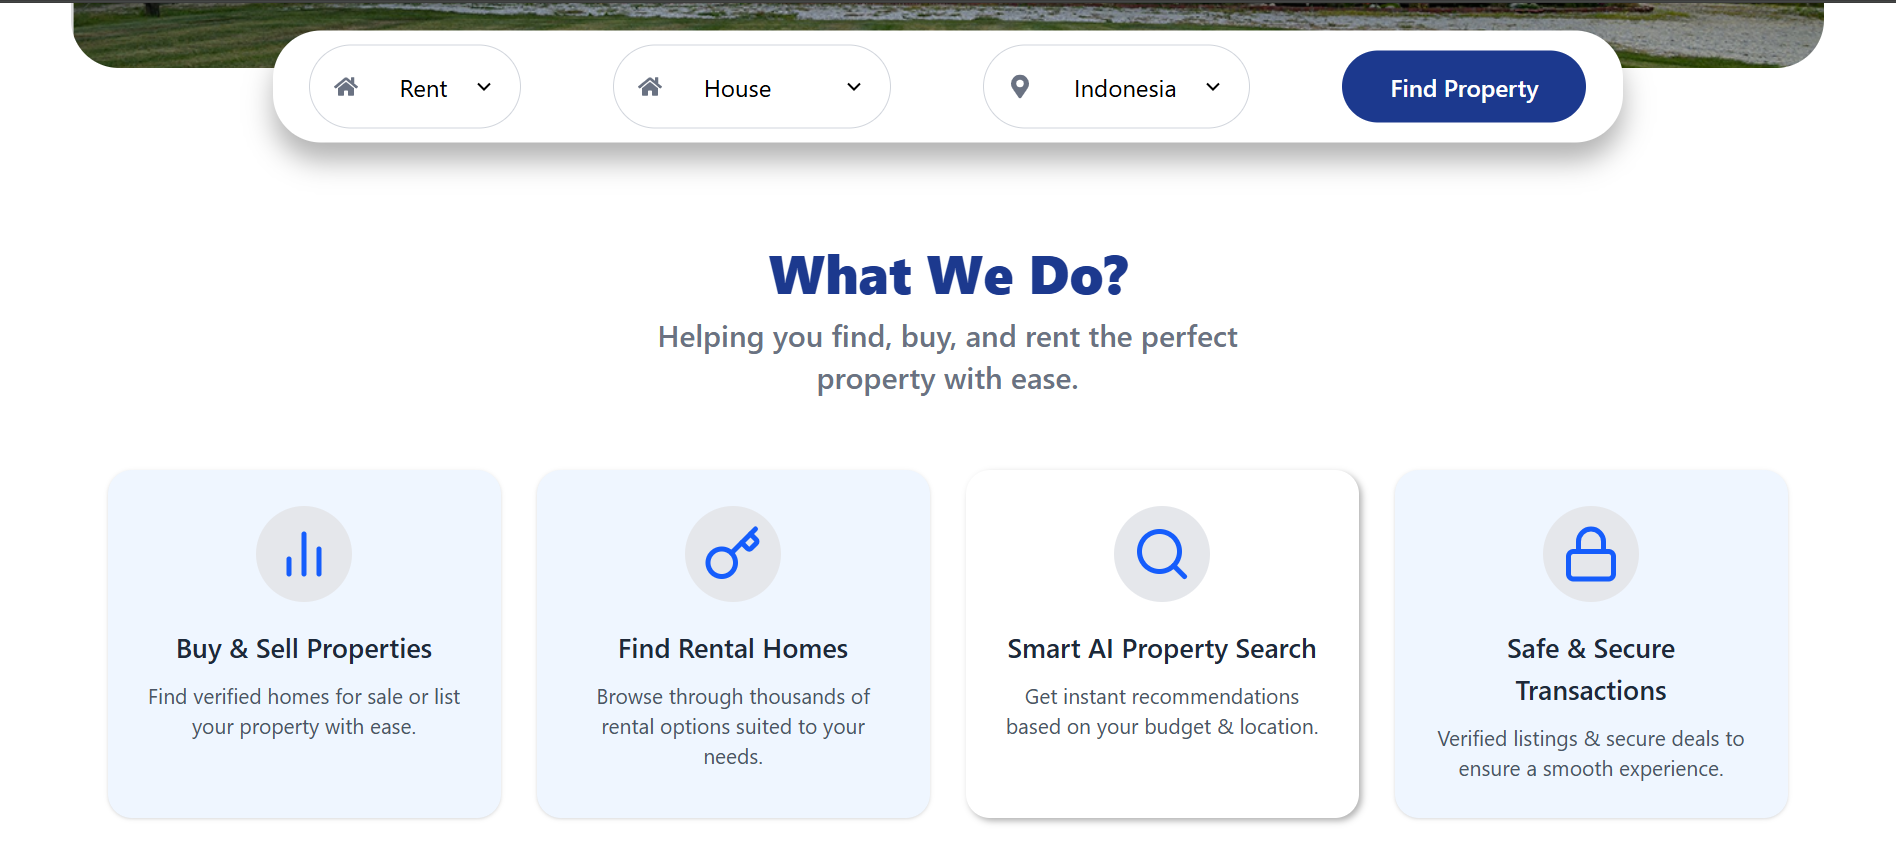 Rent
House
Indonesia
Find Property
What We Do?
Helping you find, buy, and rent the perfect
property with ease.
Buy & Sell Properties
Find verified homes for sale or list
your property with ease.
Find Rental Homes
Browse through thousands of
rental options suited to your
needs.
Smart AI Property Search
Get instant recommendations
based on your budget & location.
Safe & Secure
Transactions
Verified listings & secure deals to
ensure a smooth experience.